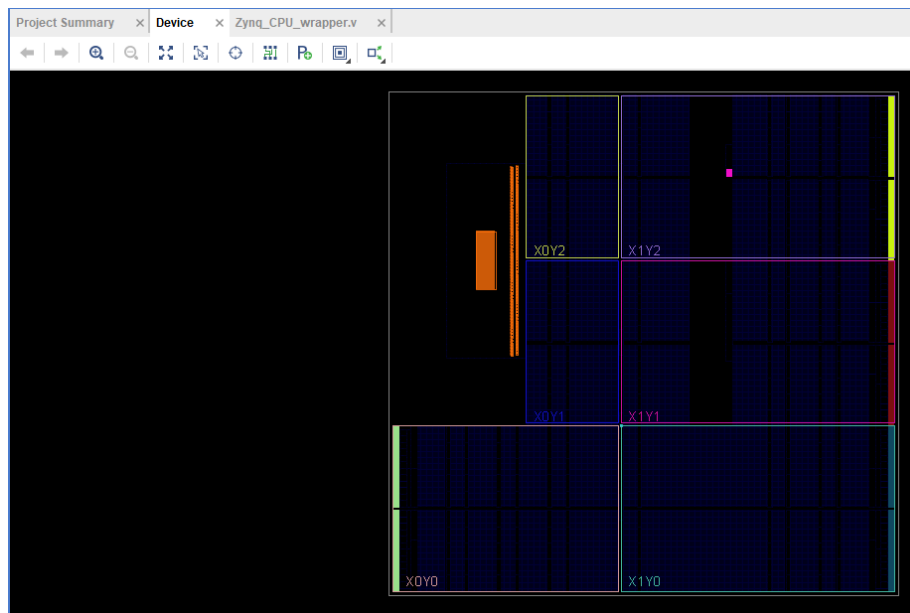 Project Summary × Device × Zynq_CPU_wrapper.v ×
X0Y2 X1Y2
X0Y1 X1Y1
X0Y0 X1Y0